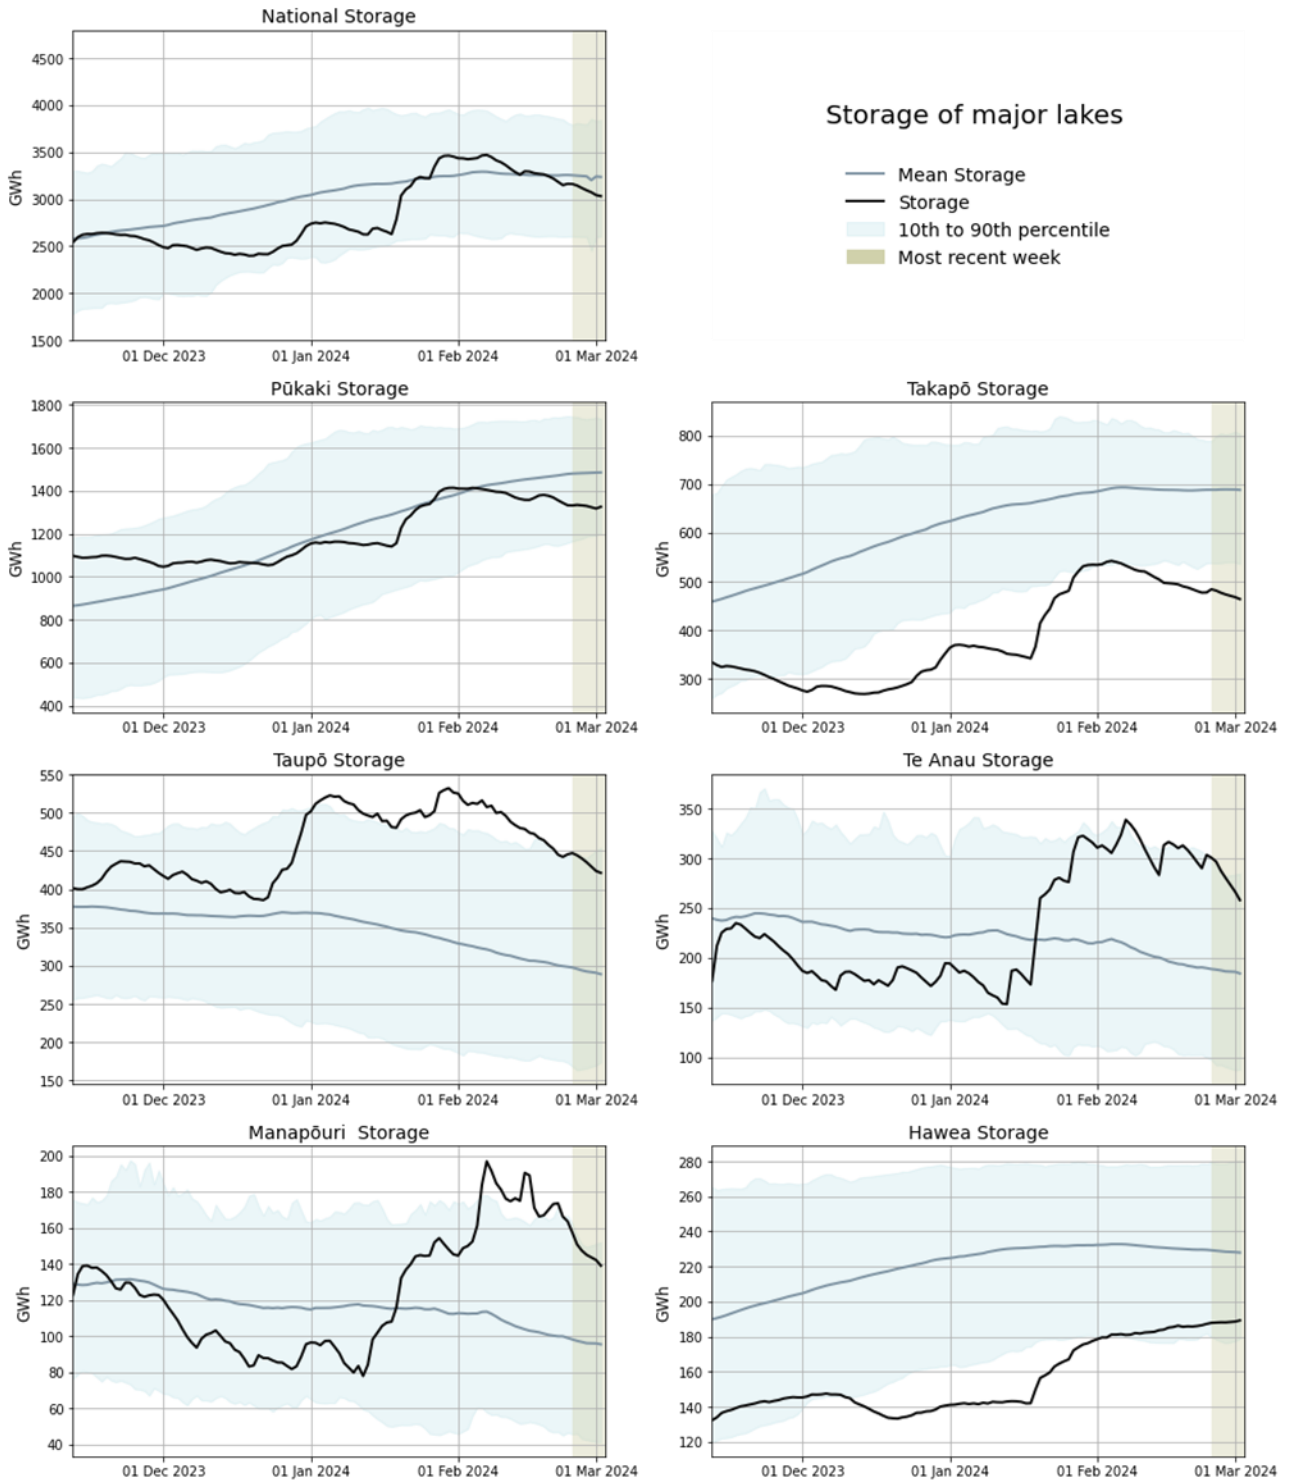 National Storage
GWh
4500
4000
3500
3000
2500
2000
1500
01 Dec 2023 01 Jan 2024 01 Feb 2024 01 Mar 2024
Storage of major lakes
Mean Storage
Storage
10th to 90th percentile
Most recent week
Pūkaki Storage
GWh
1800
1600
1400
1200
1000
800
600
400
01 Dec 2023 01 Jan 2024 01 Feb 2024 01 Mar 2024
Takapō Storage
GWh
800
700
600
500
400
300
01 Dec 2023 01 Jan 2024 01 Feb 2024 01 Mar 2024
Taupō Storage
GWh
550
500
450
400
350
300
250
200
150
01 Dec 2023 01 Jan 2024 01 Feb 2024 01 Mar 2024
Te Anau Storage
GWh
350
300
250
200
150
100
01 Dec 2023 01 Jan 2024 01 Feb 2024 01 Mar 2024
Manapōuri Storage
GWh
200
180
160
140
120
100
80
60
40
01 Dec 2023 01 Jan 2024 01 Feb 2024 01 Mar 2024
Hawea Storage
GWh
280
260
240
220
200
180
160
140
120
01 Dec 2023 01 Jan 2024 01 Feb 2024 01 Mar 2024